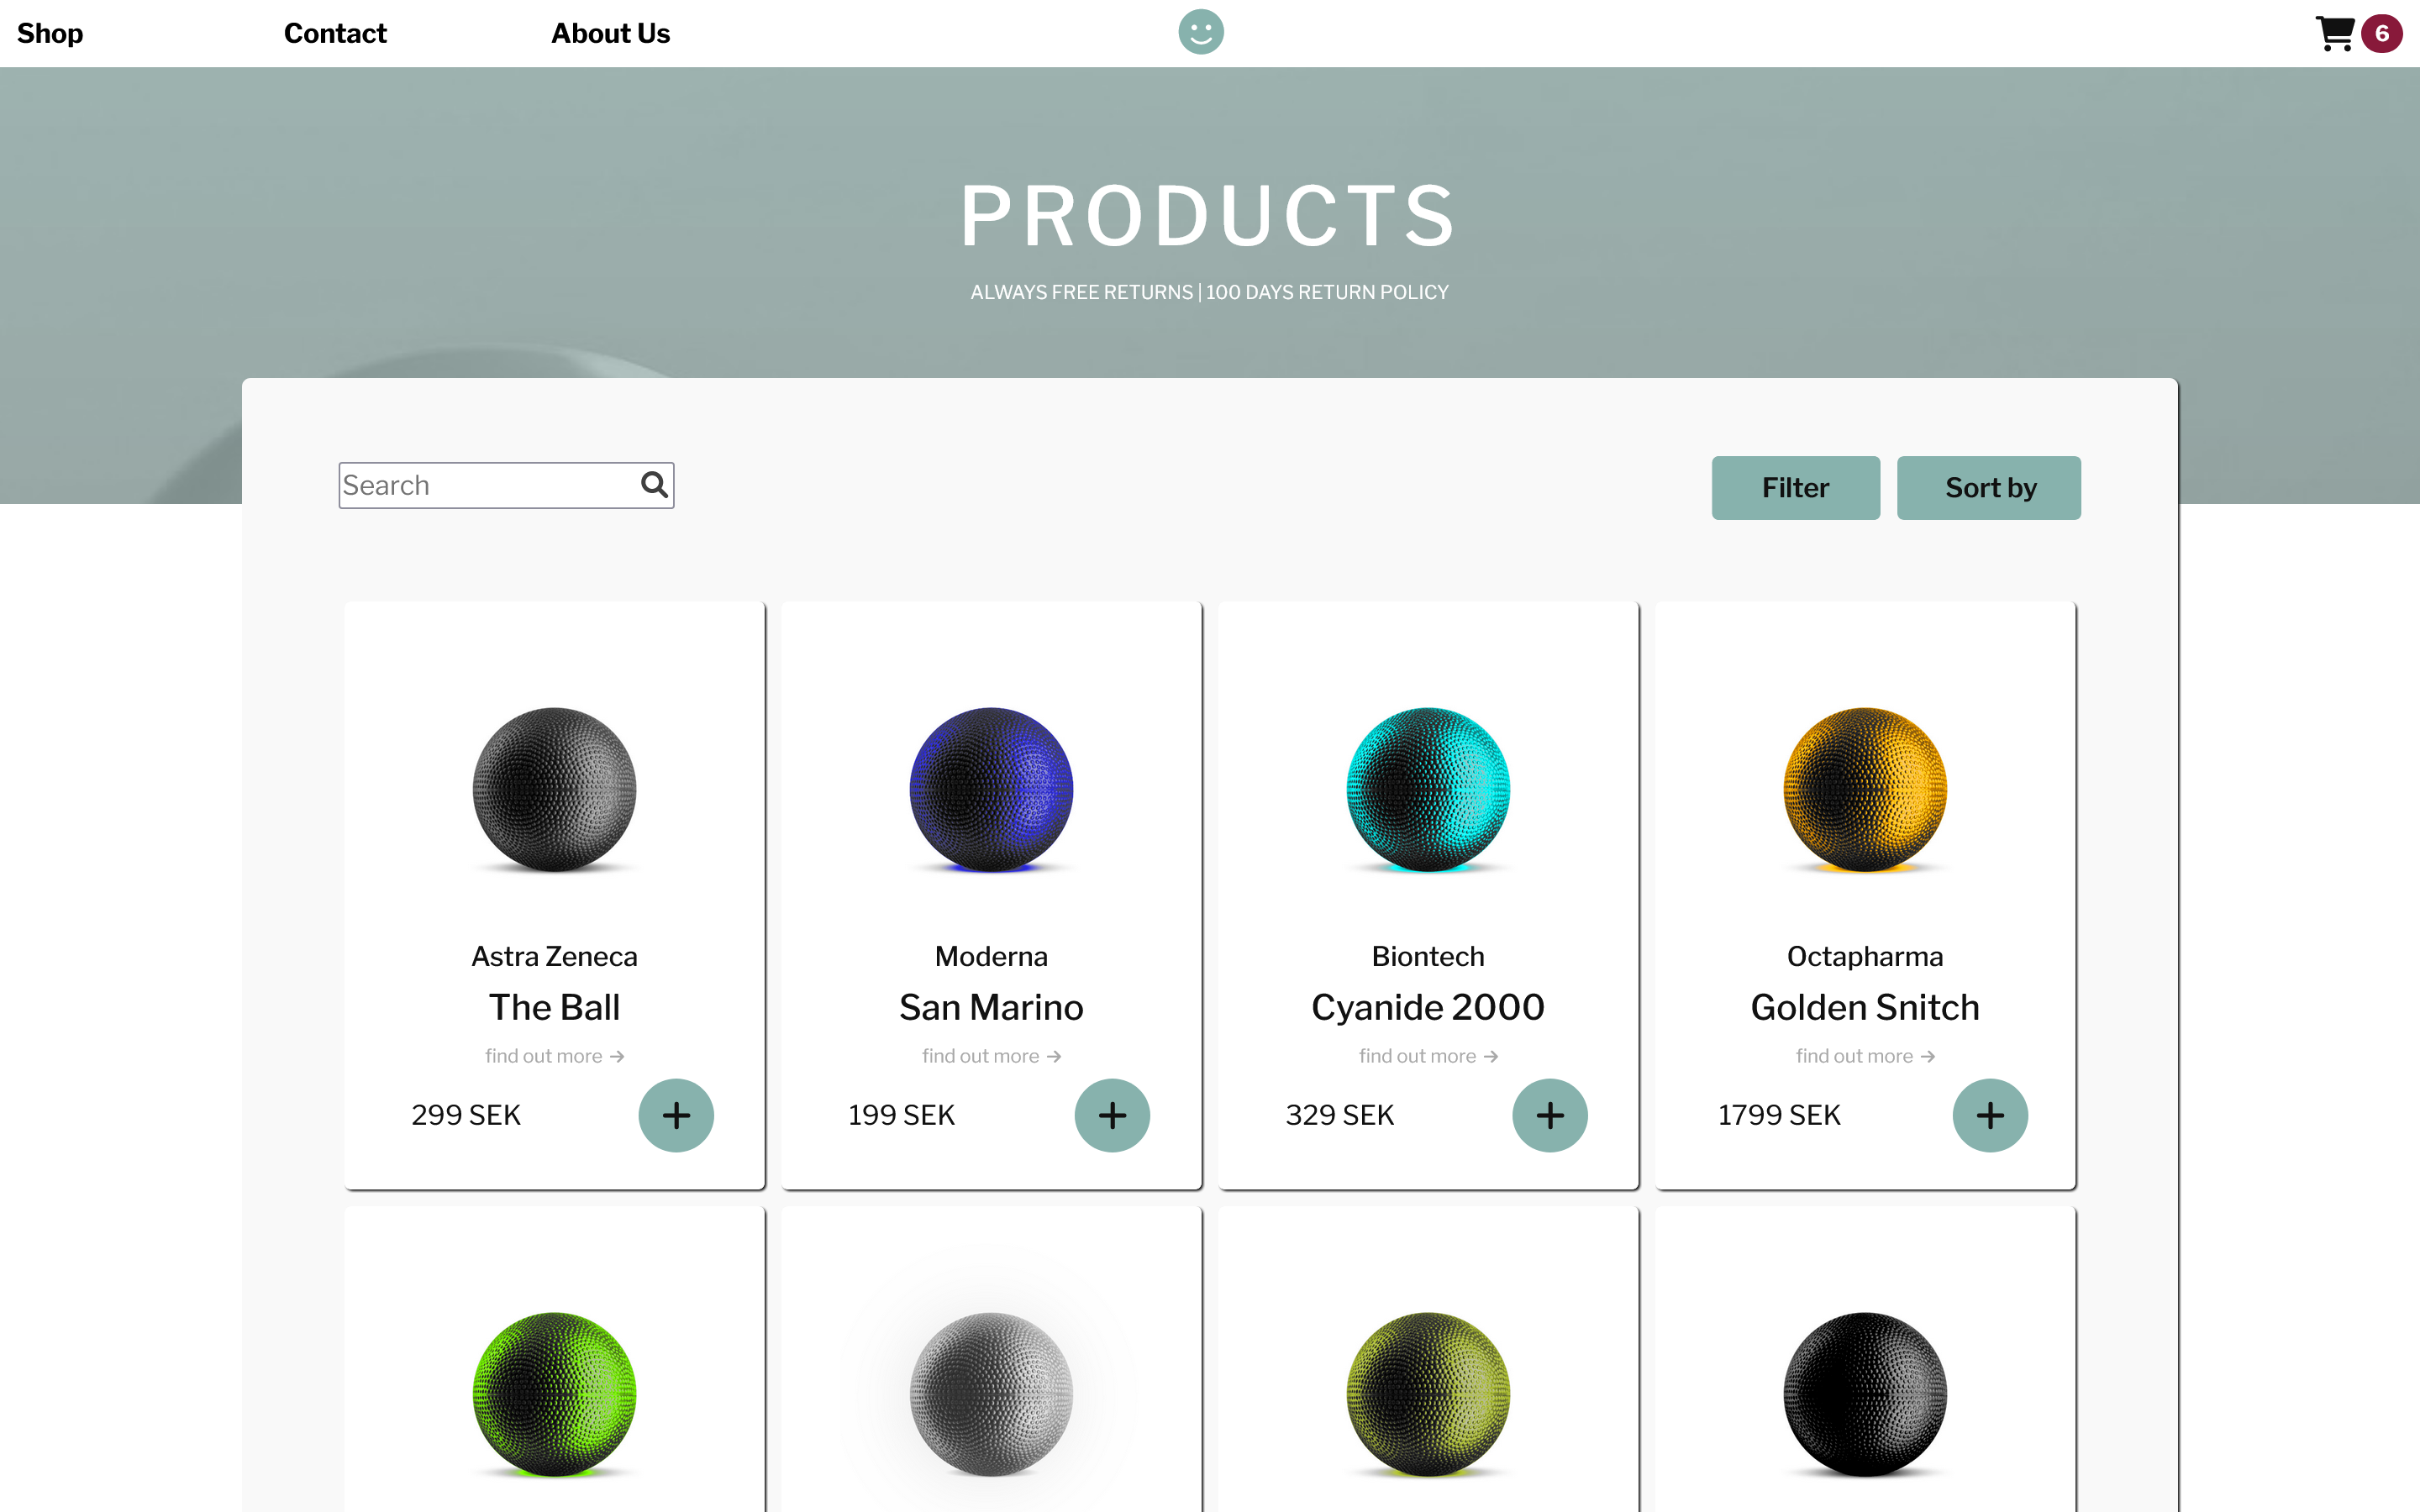 Shop Contact About Us 6
PRODUCTS
ALWAYS FREE RETURNS | 100 DAYS RETURN POLICY
Search Filter Sort by
Astra Zeneca
The Ball
find out more →
299 SEK +
Moderna
San Marino
find out more →
199 SEK +
Biontech
Cyanide 2000
find out more →
329 SEK +
Octapharma
Golden Snitch
find out more →
1799 SEK +